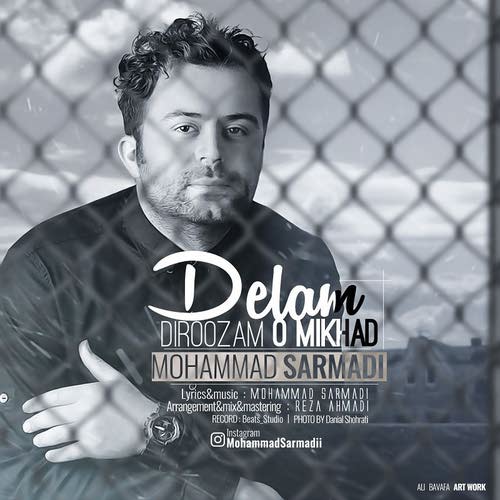 Delam
DIROOZAM O MIKHAD
MOHAMMAD SARMADI
Lyrics&music : MOHAMMAD SARMADI
Arrangement&mix&mastering : REZA AHMADI
RECORD : Beats_Studio | PHOTO BY Danial Shohrati
Instagram
MohammadSarmadii
ALI BAVAFA ART WORK